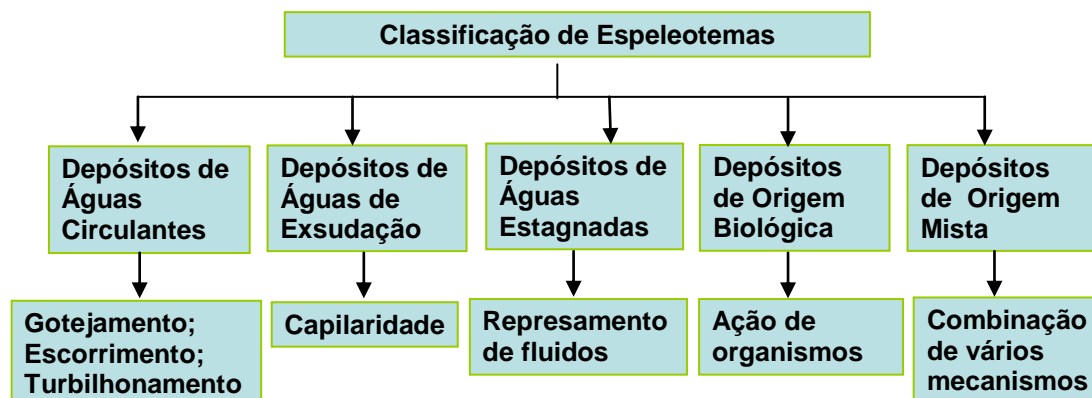 Classificação de Espeleotemas
Depósitos de
Águas
Circulantes
Depósitos de
Águas de
Exsudação
Depósitos de
Águas
Estagnadas
Depósitos
de Origem
Biológica
Depósitos
de Origem
Mista
Gotejamento;
Escorrimento;
Turbilhonamento
Capilaridade
Represamento
de fluidos
Ação de
organismos
Combinação
de vários
mecanismos